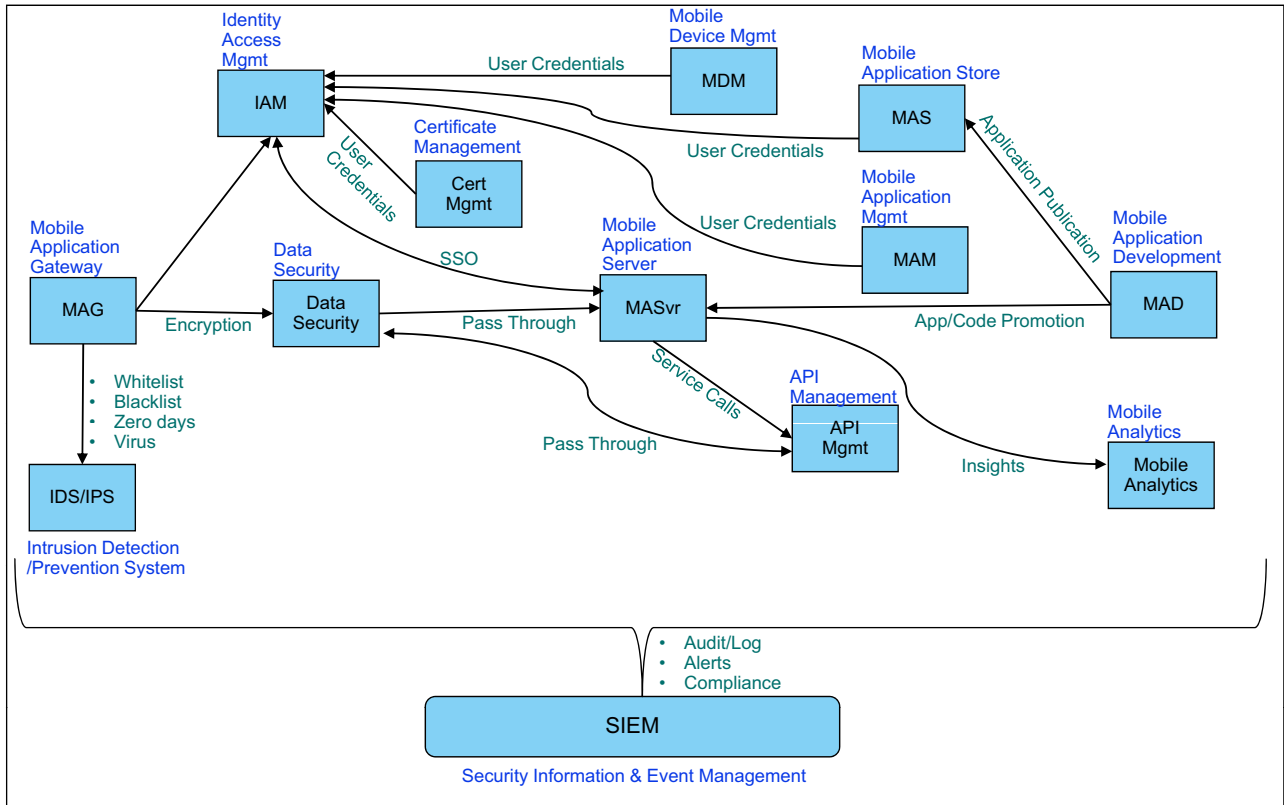 Identity
Access
Mgmt
IAM
Mobile
Device Mgmt
MDM
User Credentials
Mobile
Application Store
MAS
User Credentials
Application Publication
Certificate
Management
Cert
Mgmt
User
Credentials
Mobile
Application
Mgmt
MAM
User Credentials
Mobile
Application
Development
MAD
App/Code Promotion
Mobile
Application
Gateway
MAG
Encryption
Data
Security
Data
Security
SSO
Pass Through
Mobile
Application
Server
MASvr
Service Calls
• Whitelist
• Blacklist
• Zero days
• Virus
IDS/IPS
Intrusion Detection
/Prevention System
Pass Through
API
Management
API
Mgmt
Insights
Mobile
Analytics
Mobile
Analytics
• Audit/Log
• Alerts
• Compliance
SIEM
Security Information & Event Management